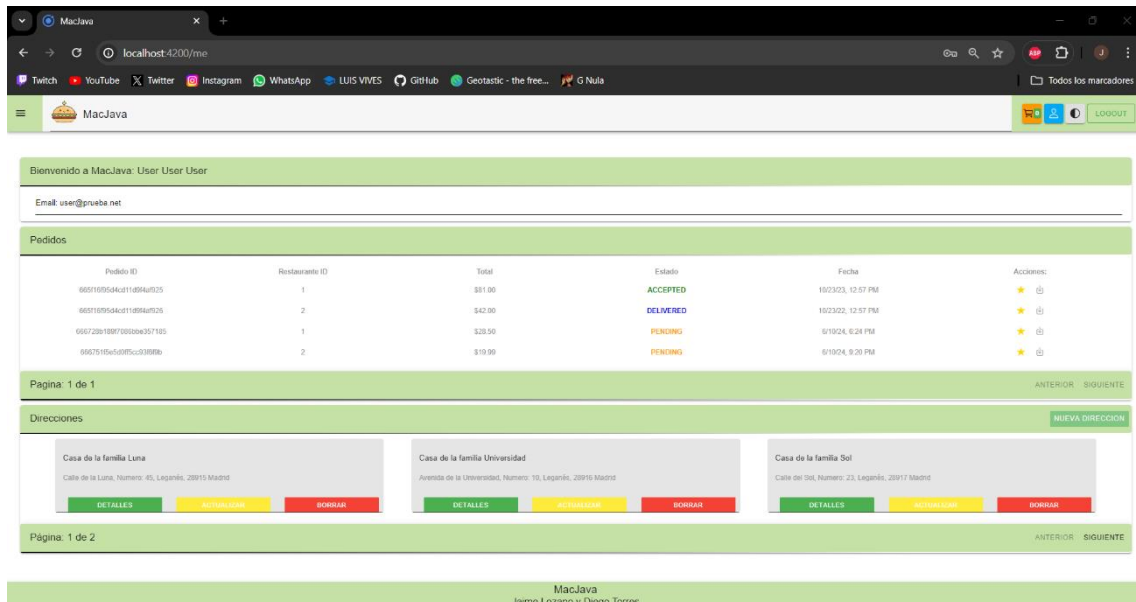 MacJava
localhost:4200/me
Twitch YouTube Twitter Instagram WhatsApp LUIS VIVES GitHub Geotastic - the free... G Nula Todos los marcadores
MacJava LOGOUT
Bienvenido a MacJava: User User User
Email: user@prueba.net
Pedidos
Pedido ID Restaurante ID Total Estado Fecha Acciones:
1 $81.00 ACCEPTED 10/23/23, 12:57 PM
2 $42.00 DELIVERED 10/23/22, 12:57 PM
1 $28.50 PENDING 6/10/24, 6:24 PM
2 $19.99 PENDING 6/10/24, 9:20 PM
Pagina: 1 de 1 ANTERIOR SIGUIENTE
Direcciones NUEVA DIRECCION
Casa de la familia Luna Casa de la familia Universidad Casa de la familia Sol
Calle de la Luna, Numero: 45, Leganés, 28915 Madrid Avenida de la Universidad, Numero: 10, Leganés, 28916 Madrid Calle del Sol, Numero: 23, Leganés, 28917 Madrid
DETALLES ACTUALIZAR BORRAR DETALLES ACTUALIZAR BORRAR DETALLES ACTUALIZAR BORRAR
Página: 1 de 2 ANTERIOR SIGUIENTE
MacJava
Jaime Lozano y Diego Torres